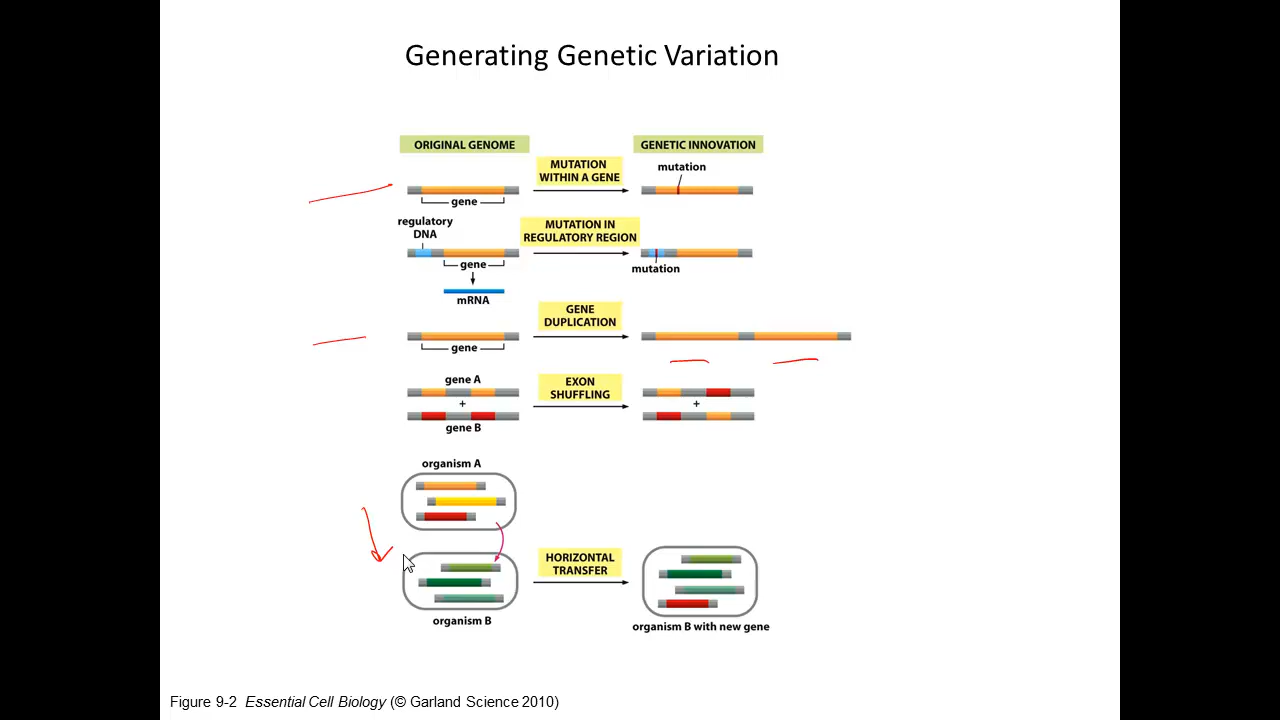 Generating Genetic Variation
ORIGINAL GENOME
GENETIC INNOVATION
MUTATION
WITHIN A GENE
mutation
gene
regulatory
DNA
MUTATION IN
REGULATORY REGION
gene
mutation
mRNA
GENE
DUPLICATION
gene
gene A
+
gene B
EXON
SHUFFLING
+
organism A
HORIZONTAL
TRANSFER
organism B
organism B with new gene
Figure 9-2 Essential Cell Biology (© Garland Science 2010)